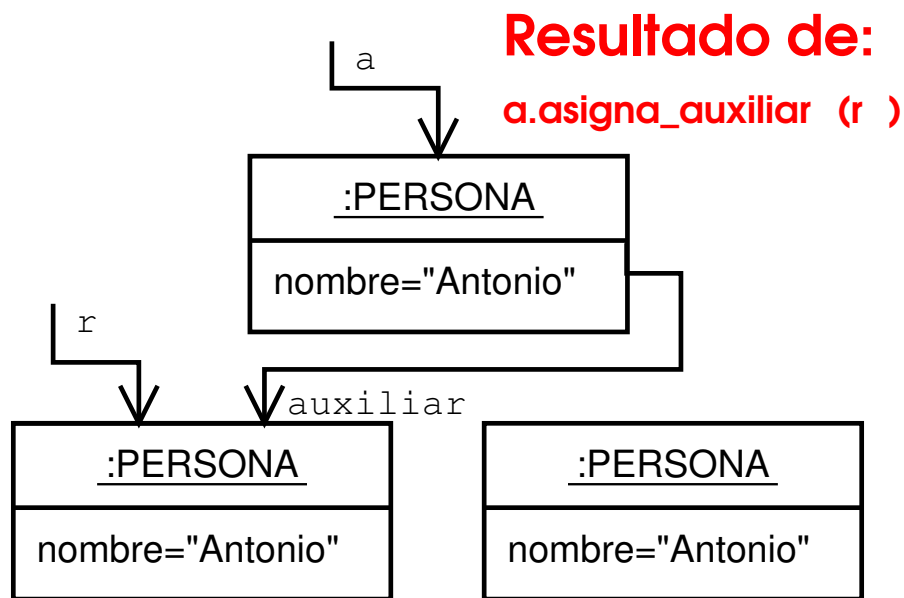 Resultado de:
a.asigna_auxiliar (r )
a
:PERSONA
nombre="Antonio"
r
auxiliar
:PERSONA
nombre="Antonio"
:PERSONA
nombre="Antonio"